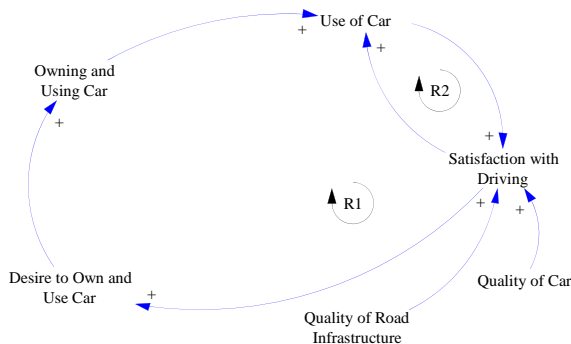 Use of Car
+
+
Owning and
Using Car
+
R2
+
Satisfaction with
Driving
+
+
R1
Desire to Own and
Use Car
+
Quality of Car
Quality of Road
Infrastructure